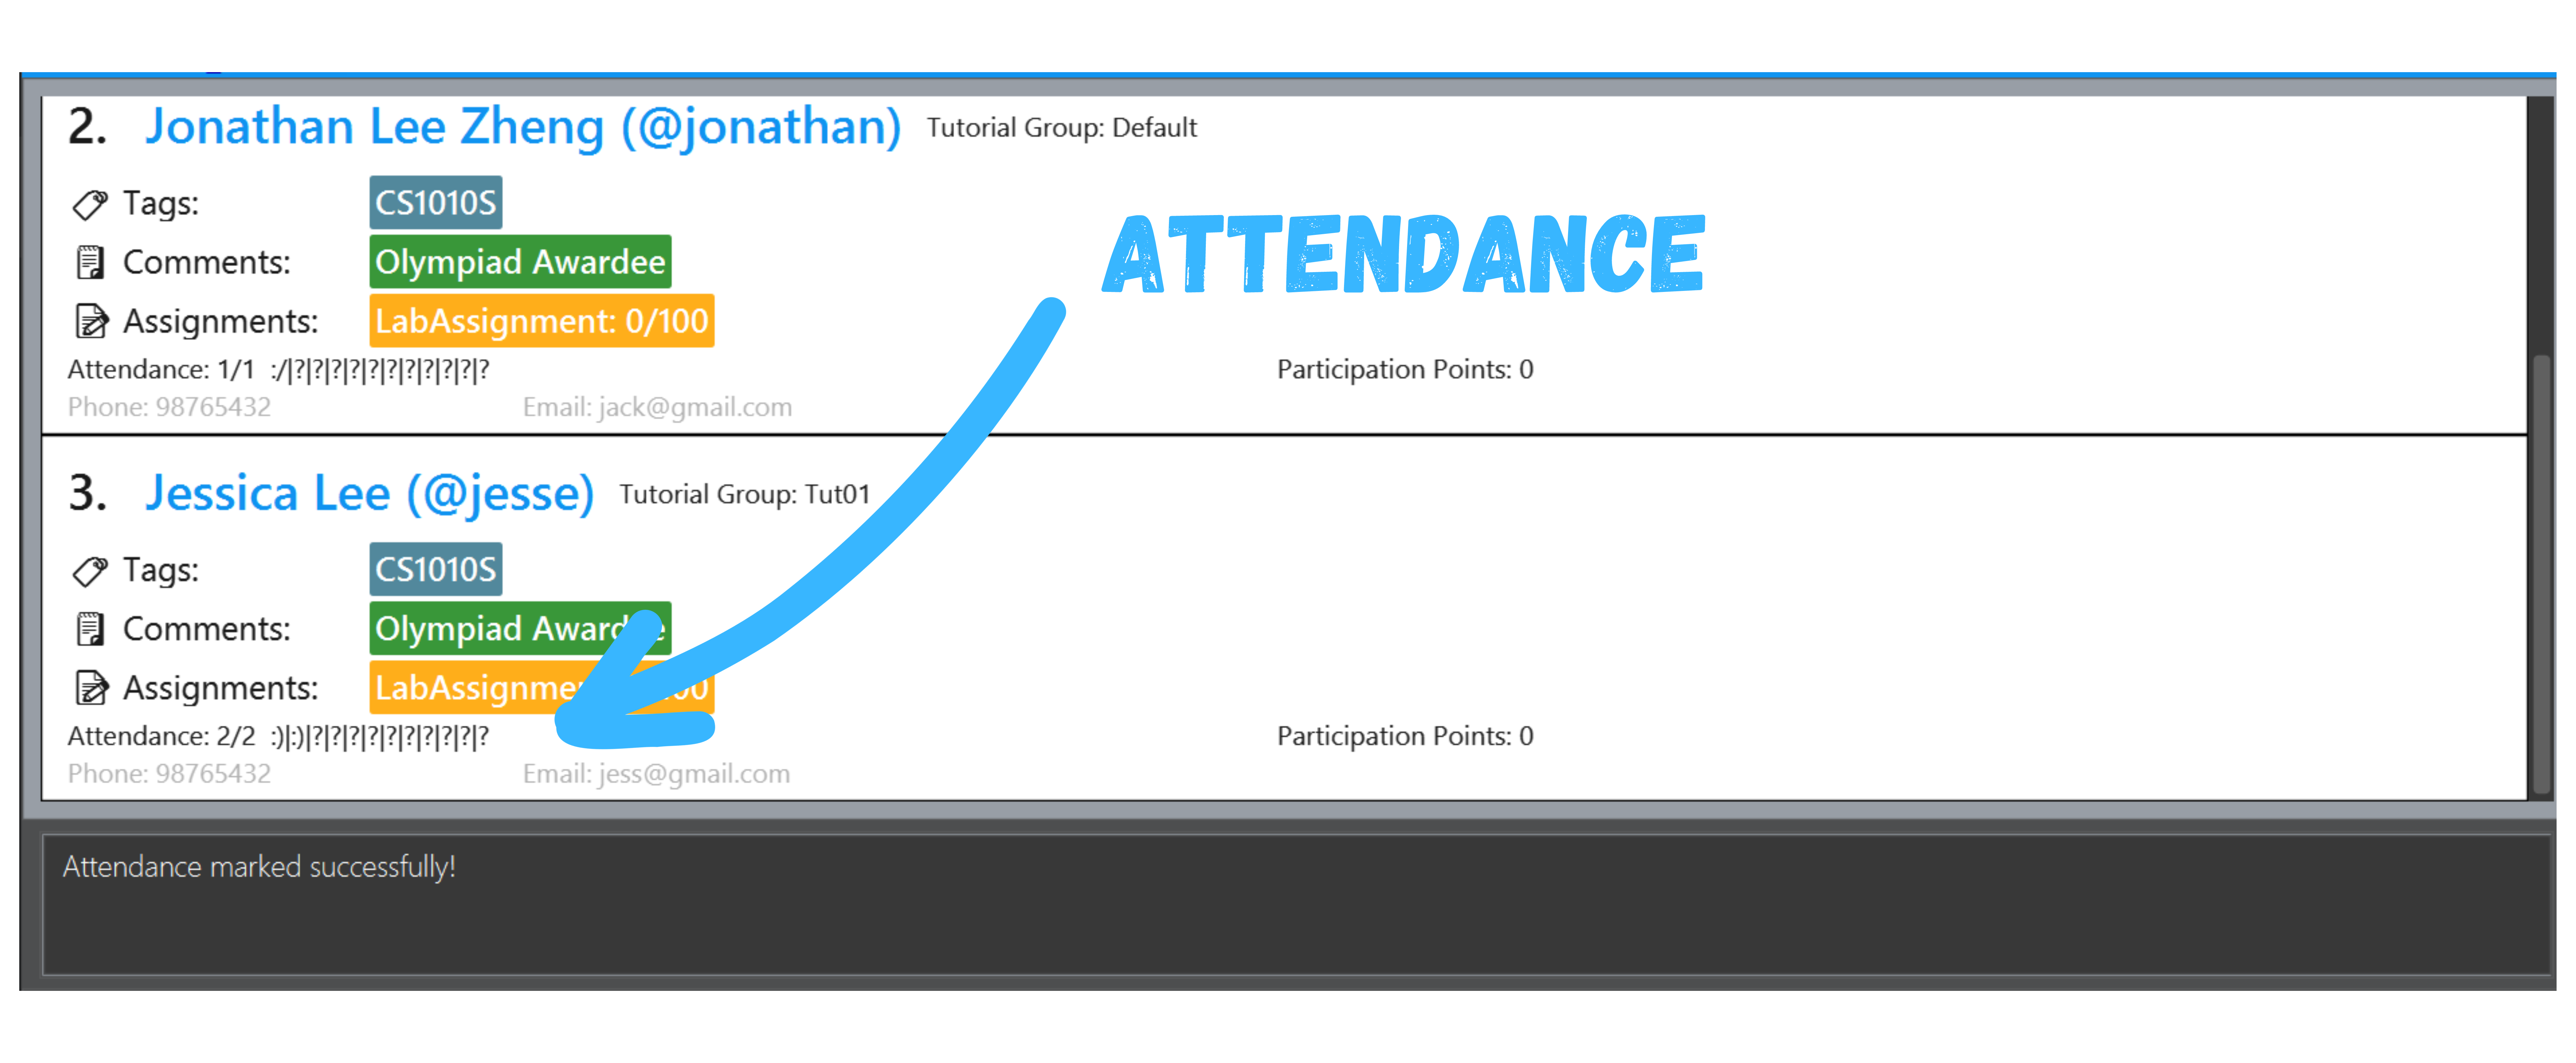 2. Jonathan Lee Zheng (@jonathan) Tutorial Group: Default
Tags: CS1010S
ATTENDANCE
Comments: Olympiad Awardee
Assignments: LabAssignment: 0/100
Attendance: 1/1 :/|?|?|?|?|?|?|?|?|?|?|? Participation Points: 0
Phone: 98765432 Email: jack@gmail.com
3. Jessica Lee (@jesse) Tutorial Group: Tut01
Tags: CS1010S
Comments: Olympiad
Assignments:
Attendance: 2/2 :)|:)|?|?|?|?|?|?|?|?|?|? Participation Points: 0
Phone: 98765432 Email: jess@gmail.com
Attendance marked successfully!